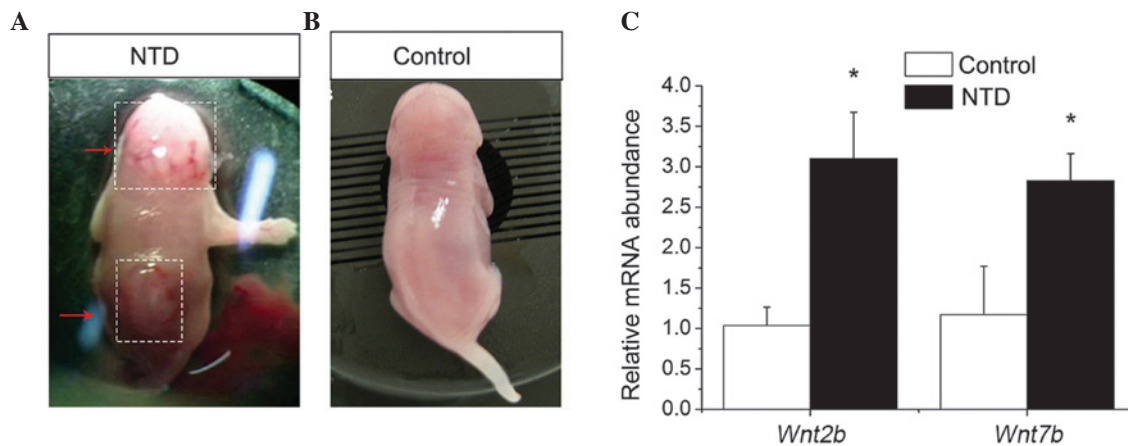 A
NTD
B
Control
C
Control
NTD
Relative mRNA abundance
4.0
3.5
3.0
2.5
2.0
1.5
1.0
0.5
0.0
*
*
Wnt2b
Wnt7b